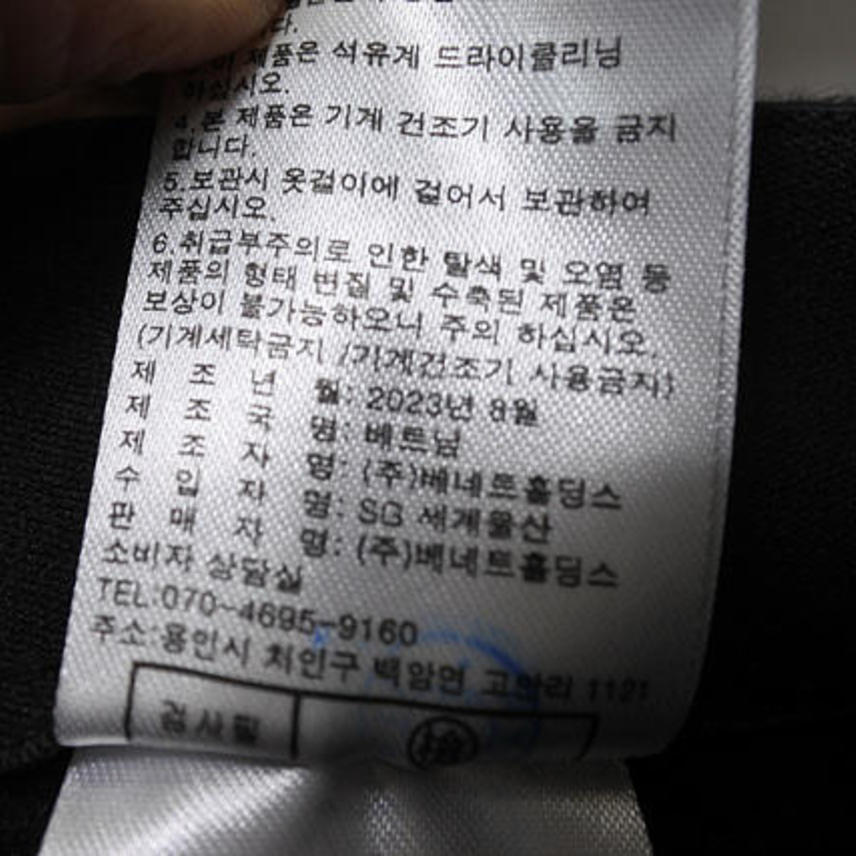 다.
이 제품은 석유계 드라이클리닝
하십시오.
4.본 제품은 기계 건조기 사용을 금지
합니다.
5.보관시 옷걸이에 걸어서 보관하여
주십시오.
6.취급부주의로 인한 탈색 및 오염 등
제품의 형태 변질 및 수축된 제품은
보상이 불가능하오니 주의 하십시오.
(기계세탁금지 /기계건조기 사용금지)
제 조 년 월: 2023년 8월
제 조 국 명: 베트남
제 조 자 명: (주)베네트홀딩스
수 입 자 명: SG 세계물산
판 매 자 명: (주)베네트홀딩스
소비자 상담실
TEL:070-4695-9160
주소:용인시 처인구 백암면 고안리 1121
검사필